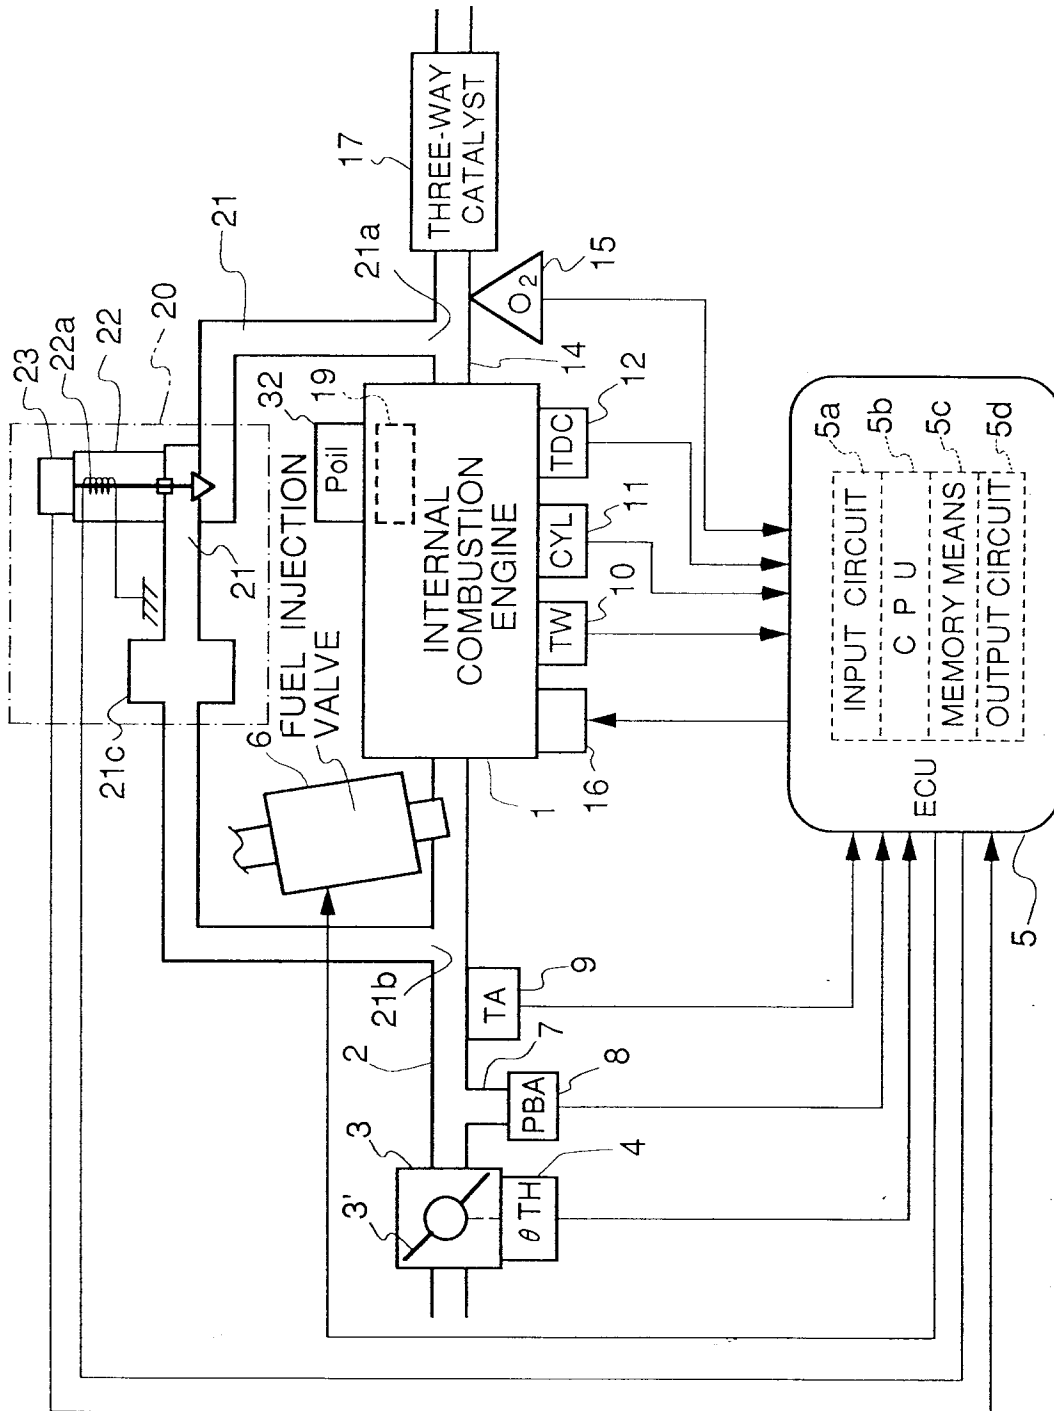 23
22a
22
20
21
21a
17
THREE-WAY
CATALYST
21c
21
32
Poil
19
FUEL INJECTION
VALVE
6
INTERNAL
COMBUSTION
ENGINE
1
16
TW
10
CYL
11
TDC
12
14
O2
15
21b
2
3
3'
θTH
4
7
PBA
8
TA
9
5
ECU
INPUT CIRCUIT
5a
C P U
5b
MEMORY MEANS
5c
OUTPUT CIRCUIT
5d